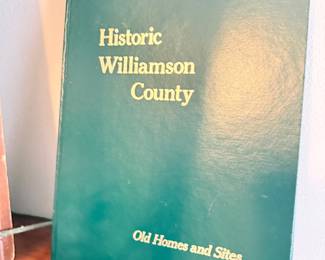 Historic
Williamson
County
Old Homes and Sites